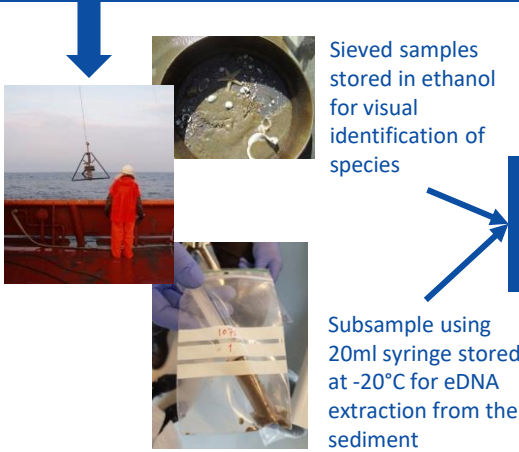 Sieved samples
stored in ethanol
for visual
identification of
species
Subsample using
20ml syringe stored
at -20°C for eDNA
extraction from the
sediment